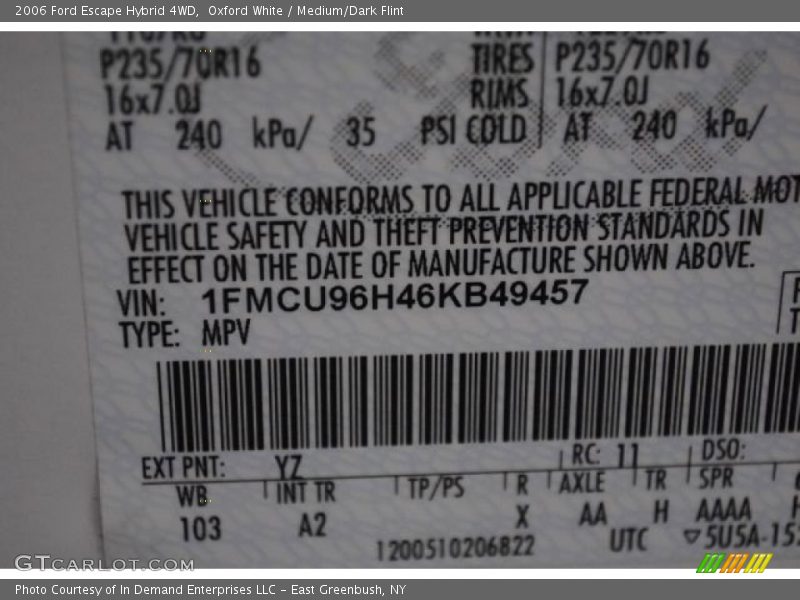 2006 Ford Escape Hybrid 4WD,  Oxford White / Medium/Dark Flint
P235/70R16 TIRES P235/70R16
16x7.0J RIMS 16x7.0J
AT 240 kPa/ 35 PSI COLD AT 240 kPa/
THIS VEHICLE CONFORMS TO ALL APPLICABLE FEDERAL MOT
VEHICLE SAFETY AND THEFT PREVENTION STANDARDS IN
EFFECT ON THE DATE OF MANUFACTURE SHOWN ABOVE.
VIN: 1FMCU96H46KB49457
TYPE: MPV
EXT PNT: YZ RC: 11 DSO:
WB INT TR TP/PS R AXLE TR SPR
103 A2 X AA H AAAA
1200510206822 UTC ▽5U5A-152
GTCARLOT.COM
Photo Courtesy of In Demand Enterprises LLC - East Greenbush, NY